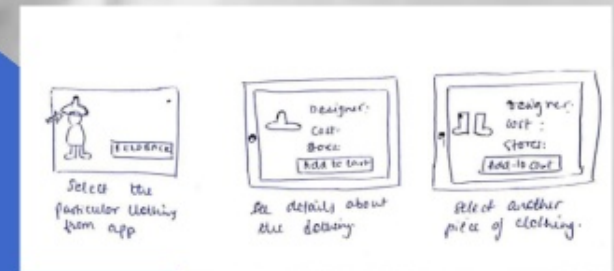 FEEDBACK
Select the
particular clothing
from app
Designer:
Cost:
Add to cart
See details about
the clothing.
Designer:
Cost :
Stores:
Add to cart
Select another
piece of clothing.